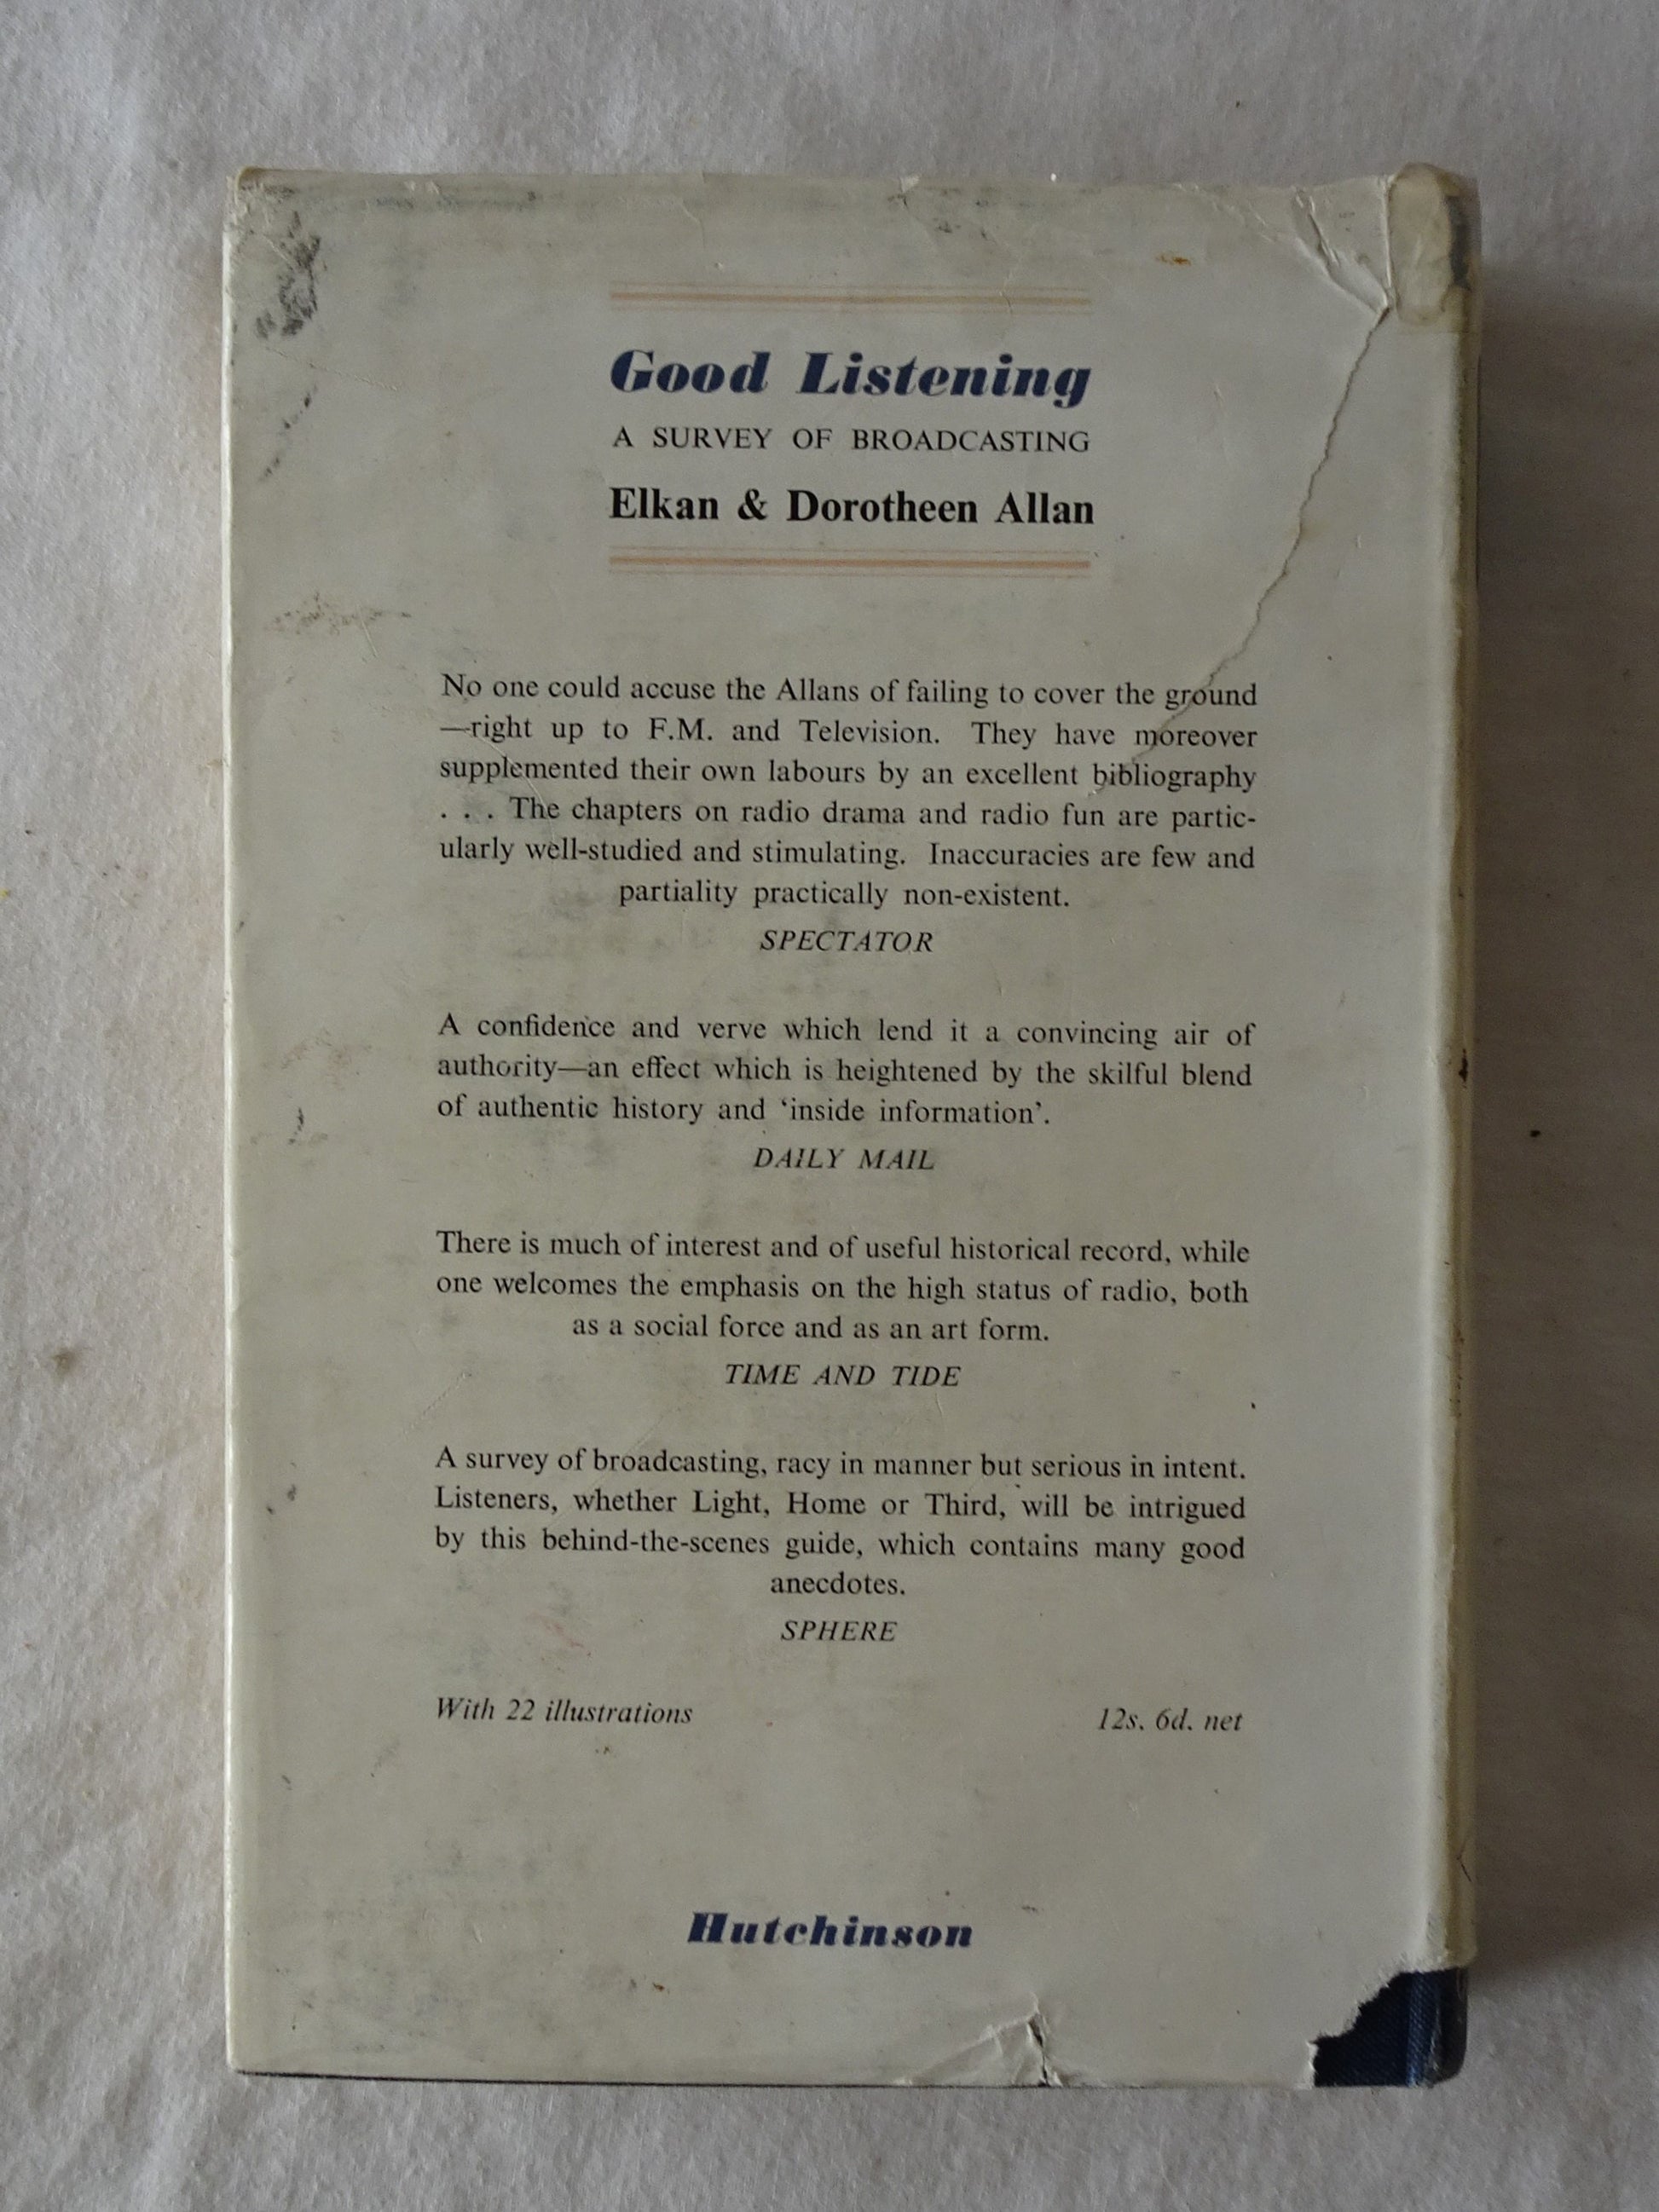 Good Listening
A SURVEY OF BROADCASTING
Elkan & Dorotheen Allan
No one could accuse the Allans of failing to cover the ground
—right up to F.M. and Television. They have moreover
supplemented their own labours by an excellent bibliography
. . . The chapters on radio drama and radio fun are partic-
ularly well-studied and stimulating. Inaccuracies are few and
partiality practically non-existent.
SPECTATOR
A confidence and verve which lend it a convincing air of
authority—an effect which is heightened by the skilful blend
of authentic history and ‘inside information’.
DAILY MAIL
There is much of interest and of useful historical record, while
one welcomes the emphasis on the high status of radio, both
as a social force and as an art form.
TIME AND TIDE
A survey of broadcasting, racy in manner but serious in intent.
Listeners, whether Light, Home or Third, will be intrigued
by this behind-the-scenes guide, which contains many good
anecdotes.
SPHERE
With 22 illustrations
12s. 6d. net
Hutchinson